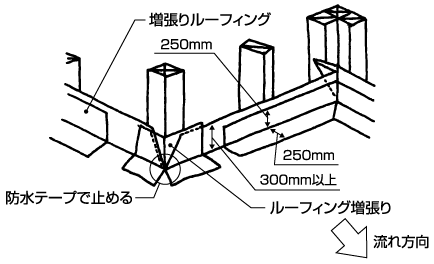 増張りルーフィング
250mm
250mm
300mm以上
防水テープで止める
ルーフィング増張り
流れ方向